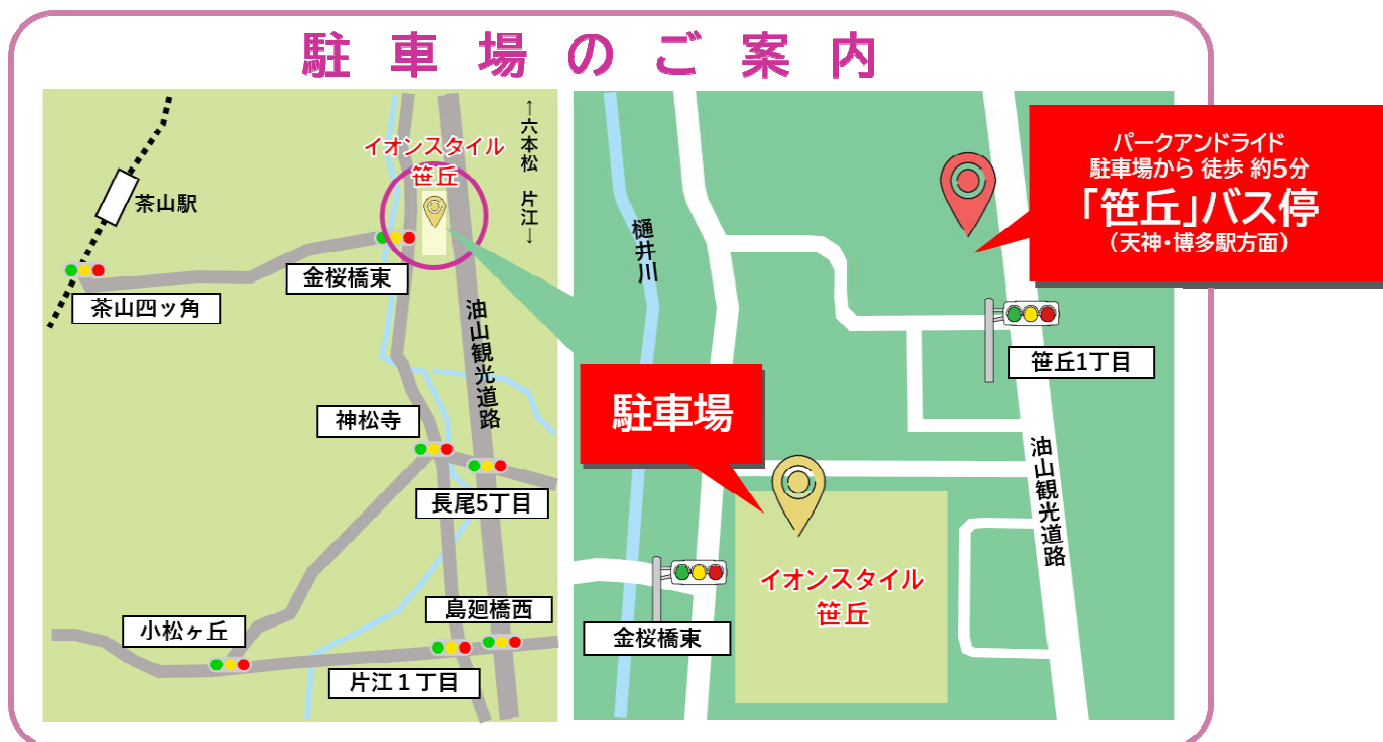 駐車場のご案内
↑六本松 片江↓
イオンスタイル
笹丘
茶山駅
金桜橋東
茶山四ッ角
油山観光道路
神松寺
長尾5丁目
島廻橋西
小松ヶ丘
片江１丁目
パークアンドライド
駐車場から 徒歩 約5分
「笹丘」バス停
（天神・博多駅方面）
樋井川
笹丘1丁目
駐車場
油山観光道路
イオンスタイル
笹丘
金桜橋東